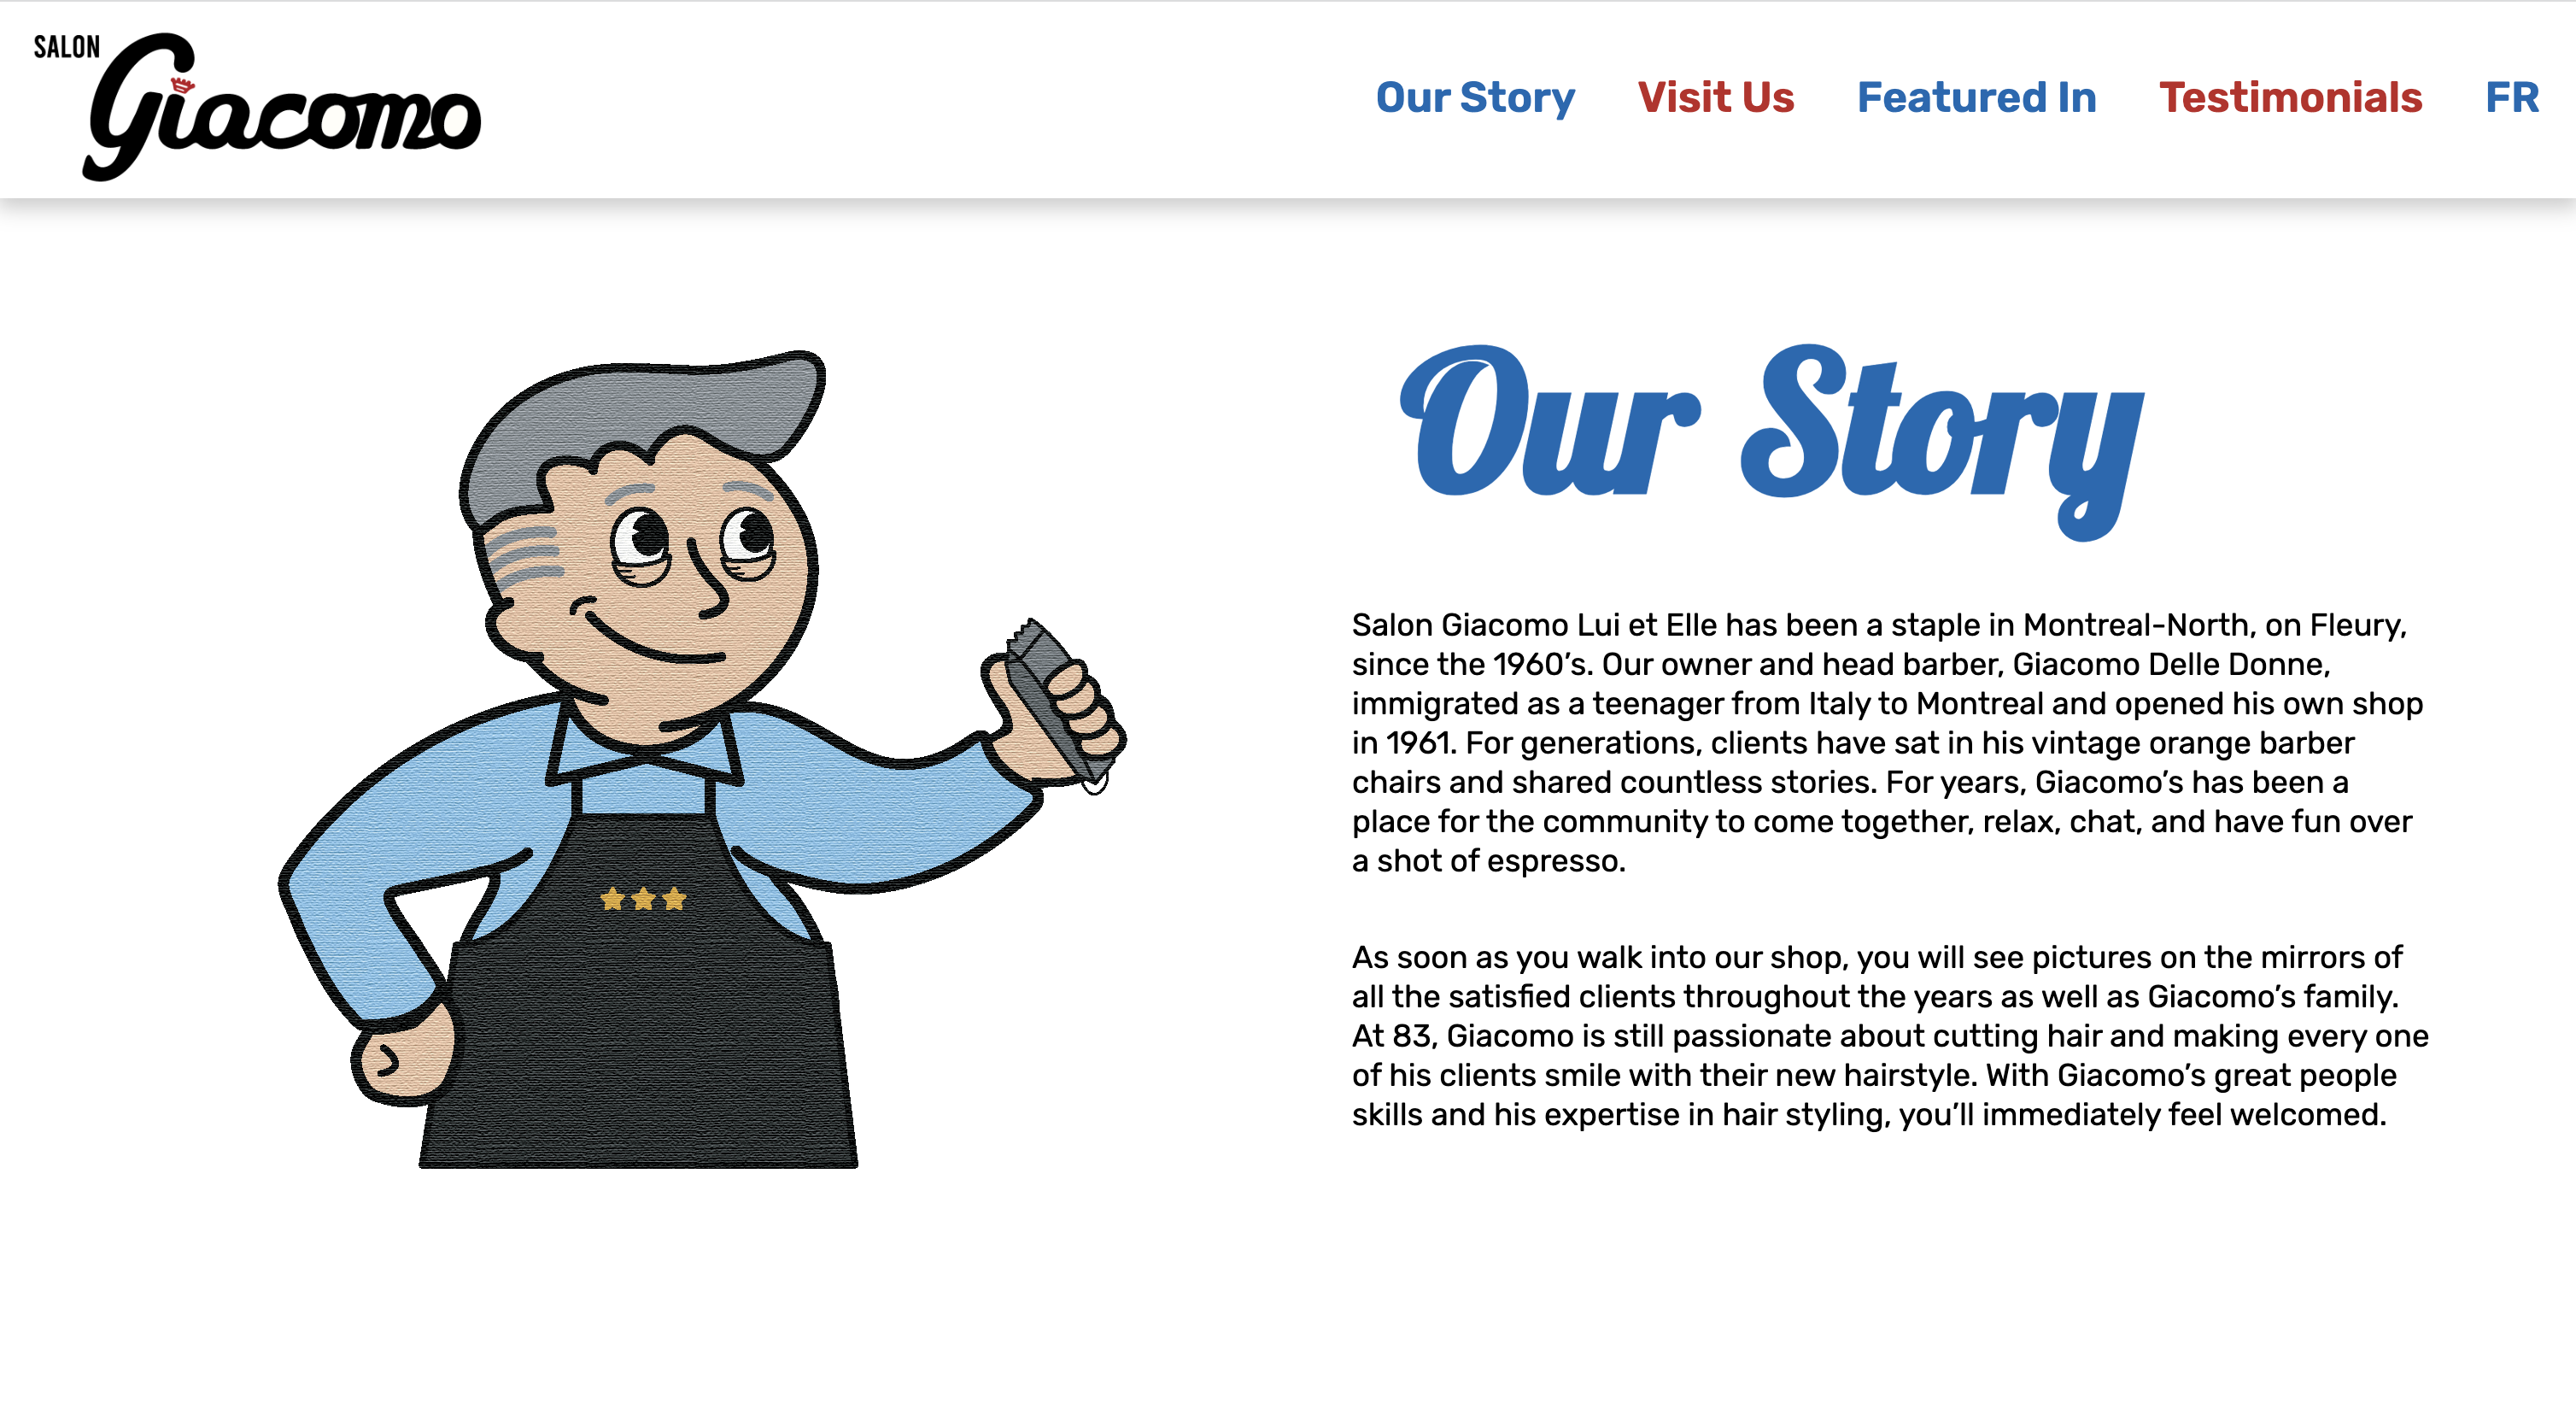 SALON
Giacomo
Our Story Visit Us Featured In Testimonials FR
Our Story
Salon Giacomo Lui et Elle has been a staple in Montreal-North, on Fleury,
since the 1960’s. Our owner and head barber, Giacomo Delle Donne,
immigrated as a teenager from Italy to Montreal and opened his own shop
in 1961. For generations, clients have sat in his vintage orange barber
chairs and shared countless stories. For years, Giacomo’s has been a
place for the community to come together, relax, chat, and have fun over
a shot of espresso.
As soon as you walk into our shop, you will see pictures on the mirrors of
all the satisfied clients throughout the years as well as Giacomo’s family.
At 83, Giacomo is still passionate about cutting hair and making every one
of his clients smile with their new hairstyle. With Giacomo’s great people
skills and his expertise in hair styling, you’ll immediately feel welcomed.